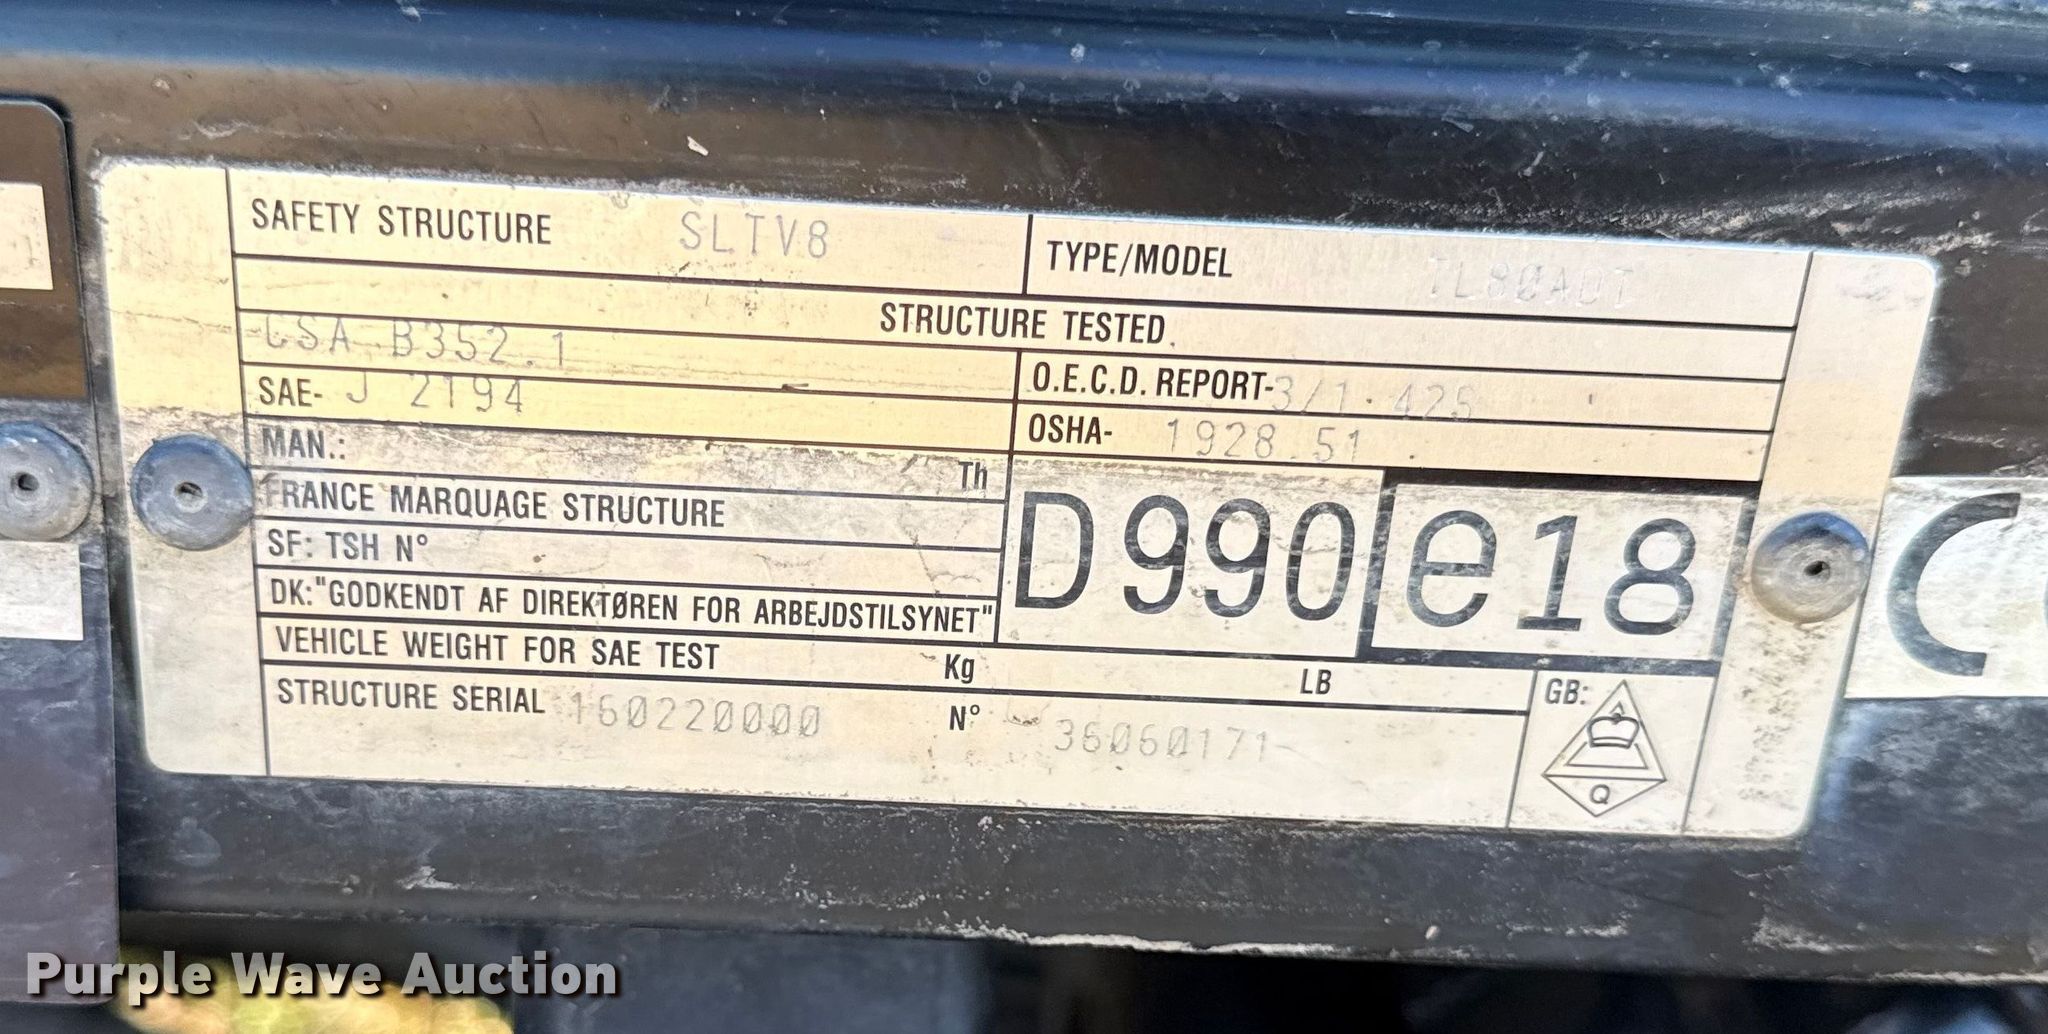 SAFETY STRUCTURE SLTV8
TYPE/MODEL TL80ADT
STRUCTURE TESTED
CSA B352.1
O.E.C.D. REPORT-3/1.425
SAE- J 2194
OSHA- 1928.51
MAN.:
Th
FRANCE MARQUAGE STRUCTURE
SF: TSH N°
D990 e18
DK:"GODKENDT AF DIREKTØREN FOR ARBEJDSTILSYNET"
VEHICLE WEIGHT FOR SAE TEST Kg LB
GB:
STRUCTURE SERIAL 160220000 N° 36060171
Q
Purple Wave Auction